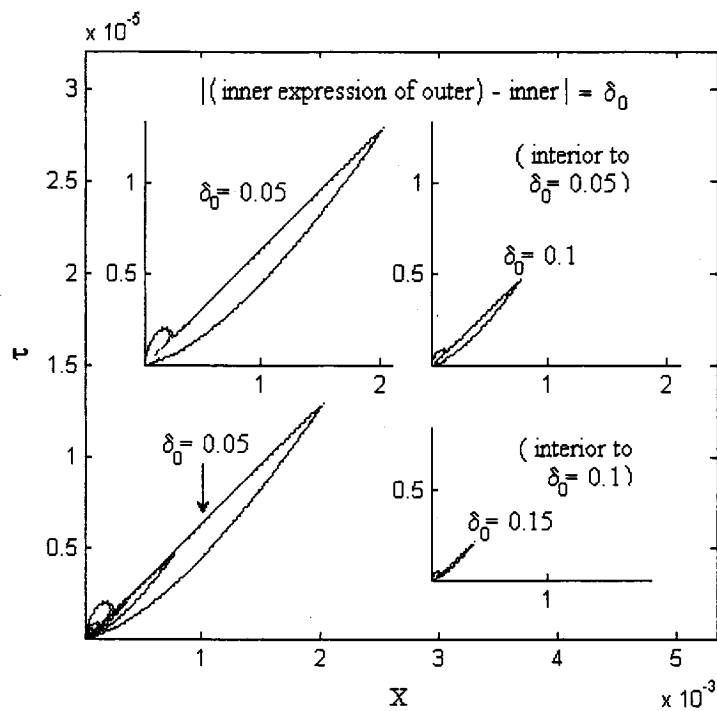 x 10⁻⁵
|(inner expression of outer) - inner| = δ₀
3
2.5
2
1.5
1
0.5
τ
δ₀= 0.05
1
0.5
1
2
(interior to
δ₀= 0.05)
δ₀= 0.1
1
0.5
1
2
δ₀= 0.05
(interior to
δ₀= 0.1)
δ₀= 0.15
0.5
1
1
2
3
4
5
X
x 10⁻³